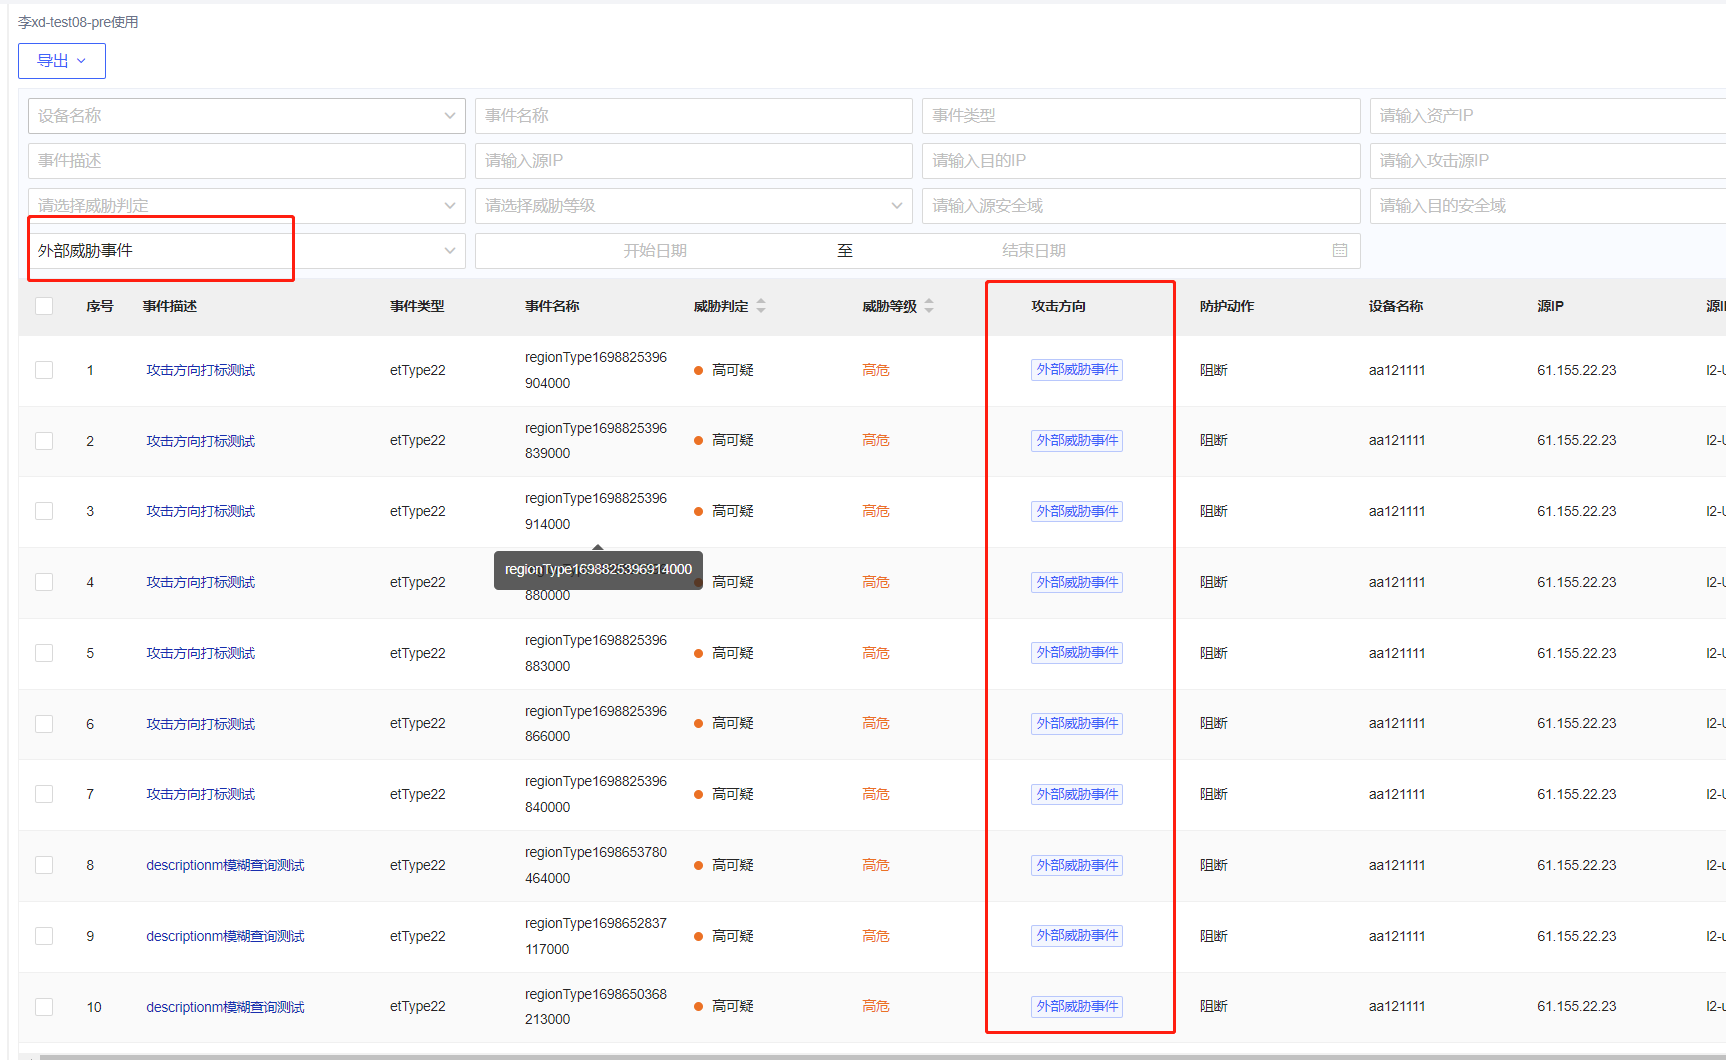 李xd-test08-pre使用
导出
设备名称 事件名称 事件类型 请输入资产IP
事件描述 请输入源IP 请输入目的IP 请输入攻击源IP
请选择威胁判定 请选择威胁等级 请输入源安全域 请输入目的安全域
外部威胁事件 开始日期 至 结束日期
序号 事件描述 事件类型 事件名称 威胁判定 威胁等级 攻击方向 防护动作 设备名称 源IP
1 攻击方向打标测试 etType22 regionType1698825396 高可疑 高危 外部威胁事件 阻断 aa121111 61.155.22.23
904000
2 攻击方向打标测试 etType22 regionType1698825396 高可疑 高危 外部威胁事件 阻断 aa121111 61.155.22.23
839000
3 攻击方向打标测试 etType22 regionType1698825396 高可疑 高危 外部威胁事件 阻断 aa121111 61.155.22.23
914000
regionType1698825396914000
4 攻击方向打标测试 etType22 高可疑 高危 外部威胁事件 阻断 aa121111 61.155.22.23
880000
5 攻击方向打标测试 etType22 regionType1698825396 高可疑 高危 外部威胁事件 阻断 aa121111 61.155.22.23
883000
6 攻击方向打标测试 etType22 regionType1698825396 高可疑 高危 外部威胁事件 阻断 aa121111 61.155.22.23
866000
7 攻击方向打标测试 etType22 regionType1698825396 高可疑 高危 外部威胁事件 阻断 aa121111 61.155.22.23
840000
8 descriptionm模糊查询测试 etType22 regionType1698653780 高可疑 高危 外部威胁事件 阻断 aa121111 61.155.22.23
464000
9 descriptionm模糊查询测试 etType22 regionType1698652837 高可疑 高危 外部威胁事件 阻断 aa121111 61.155.22.23
117000
10 descriptionm模糊查询测试 etType22 regionType1698650368 高可疑 高危 外部威胁事件 阻断 aa121111 61.155.22.23
213000